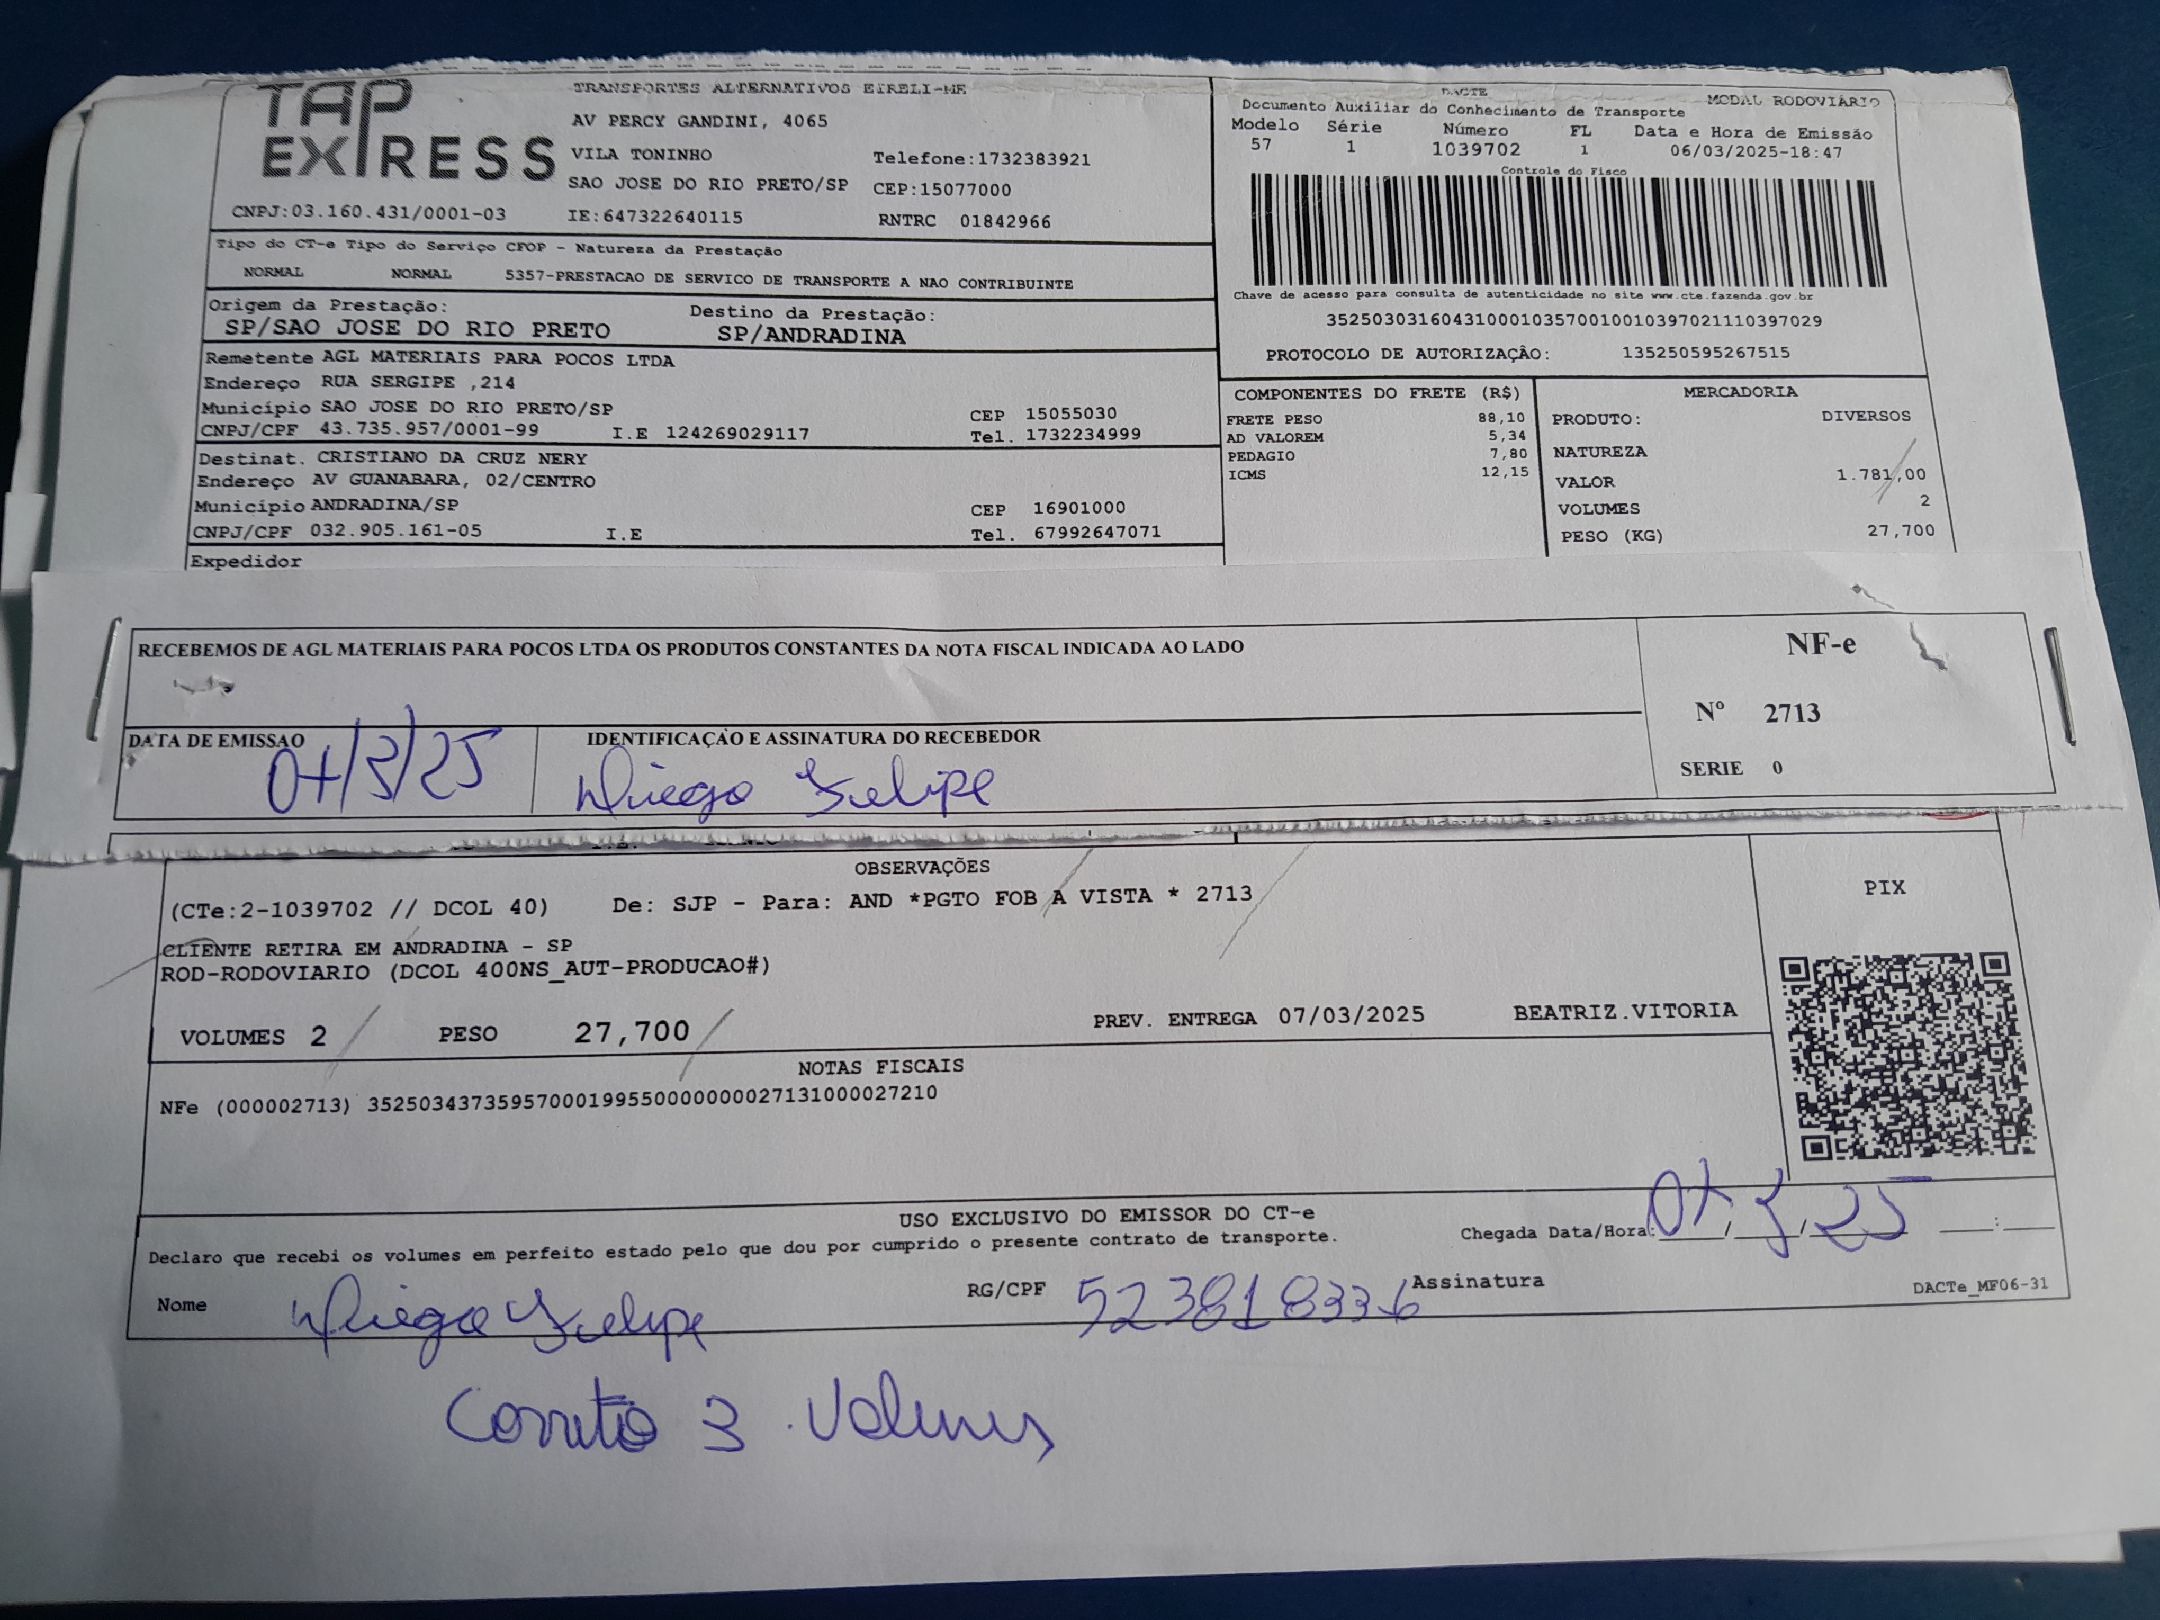 TAP EXPRESS
TRANSPORTES ALTERNATIVOS EIRELI-ME
AV PERCY GANDINI, 4065
VILA TONINHO Telefone:1732383921
SAO JOSE DO RIO PRETO/SP CEP:15077000
CNPJ:03.160.431/0001-03 IE:647322640115 RNTRC 01842966
Tipo do CT-e Tipo do Serviço CFOP - Natureza da Prestação
NORMAL NORMAL 5357-PRESTACAO DE SERVICO DE TRANSPORTE A NAO CONTRIBUINTE
Origem da Prestação: Destino da Prestação:
SP/SAO JOSE DO RIO PRETO SP/ANDRADINA
Remetente AGL MATERIAIS PARA POCOS LTDA
Endereço RUA SERGIPE ,214
Município SAO JOSE DO RIO PRETO/SP CEP 15055030
CNPJ/CPF 43.735.957/0001-99 I.E 124269029117 Tel. 1732234999
Destinat. CRISTIANO DA CRUZ NERY
Endereço AV GUANABARA, 02/CENTRO
Município ANDRADINA/SP CEP 16901000
CNPJ/CPF 032.905.161-05 I.E Tel. 67992647071
Expedidor
DACTE MODAL RODOVIÁRIO
Documento Auxiliar do Conhecimento de Transporte
Modelo Série Número FL Data e Hora de Emissão
57 1 1039702 1 06/03/2025-18:47
Controle do Fisco
Chave de acesso para consulta de autenticidade no site www.cte.fazenda.gov.br
35250303160431000103570010010397021110397029
PROTOCOLO DE AUTORIZAÇÃO: 135250595267515
COMPONENTES DO FRETE (R$)
FRETE PESO 88,10
AD VALOREM 5,34
PEDAGIO 7,80
ICMS 12,15
MERCADORIA
PRODUTO: DIVERSOS
NATUREZA
VALOR 1.781,00
VOLUMES 2
PESO (KG) 27,700
RECEBEMOS DE AGL MATERIAIS PARA POCOS LTDA OS PRODUTOS CONSTANTES DA NOTA FISCAL INDICADA AO LADO
DATA DE EMISSAO IDENTIFICAÇÃO E ASSINATURA DO RECEBEDOR
07/3/25 Diego Felipe
NF-e
Nº 2713
SERIE 0
OBSERVAÇÕES
(CTe:2-1039702 // DCOL 40) De: SJP - Para: AND *PGTO FOB A VISTA * 2713
CLIENTE RETIRA EM ANDRADINA - SP
ROD-RODOVIARIO (DCOL 400NS_AUT-PRODUCAO#)
VOLUMES 2 PESO 27,700 PREV. ENTREGA 07/03/2025 BEATRIZ.VITORIA
PIX
NOTAS FISCAIS
NFe (000002713) 35250343735957000199550000000027131000027210
USO EXCLUSIVO DO EMISSOR DO CT-e
Declaro que recebi os volumes em perfeito estado pelo que dou por cumprido o presente contrato de transporte.
Chegada Data/Hora: 07/3/25 ____:____
Nome Diego Felipe RG/CPF 523818336 Assinatura
DACTe_MF06-31
Correto 3 Volumes